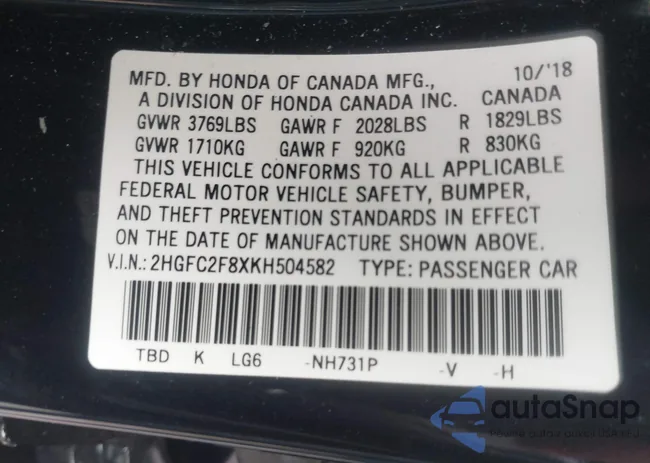 MFD. BY HONDA OF CANADA MFG., 10/'18
A DIVISION OF HONDA CANADA INC. CANADA
GVWR 3769LBS GAWR F 2028LBS R 1829LBS
GVWR 1710KG GAWR F 920KG R 830KG
THIS VEHICLE CONFORMS TO ALL APPLICABLE
FEDERAL MOTOR VEHICLE SAFETY, BUMPER,
AND THEFT PREVENTION STANDARDS IN EFFECT
ON THE DATE OF MANUFACTURE SHOWN ABOVE.
V.I.N.: 2HGFC2F8XKH504582 TYPE: PASSENGER CAR
TBD K LG6 -NH731P -V -H
autoSnap